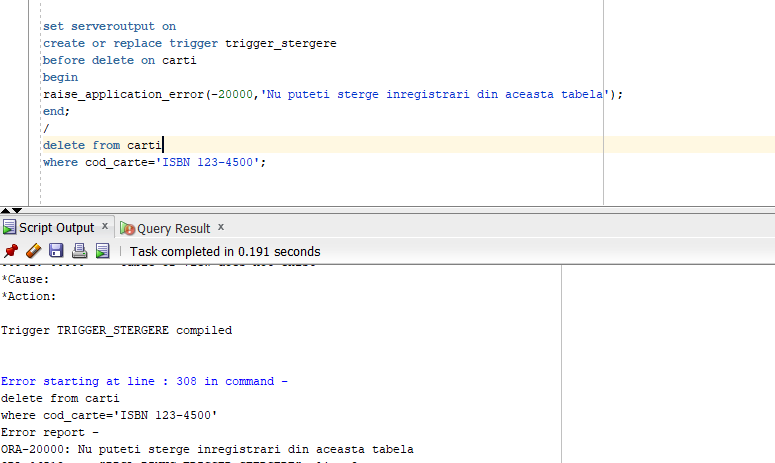 set serveroutput on
create or replace trigger trigger_stergere
before delete on carti
begin
raise_application_error(-20000,'Nu puteti sterge inregistrari din aceasta tabela');
end;
/
delete from carti
where cod_carte='ISBN 123-4500';
Script Output x Query Result x
Task completed in 0.191 seconds
*Cause:
*Action:
Trigger TRIGGER_STERGERE compiled
Error starting at line : 308 in command -
delete from carti
where cod_carte='ISBN 123-4500'
Error report -
ORA-20000: Nu puteti sterge inregistrari din aceasta tabela